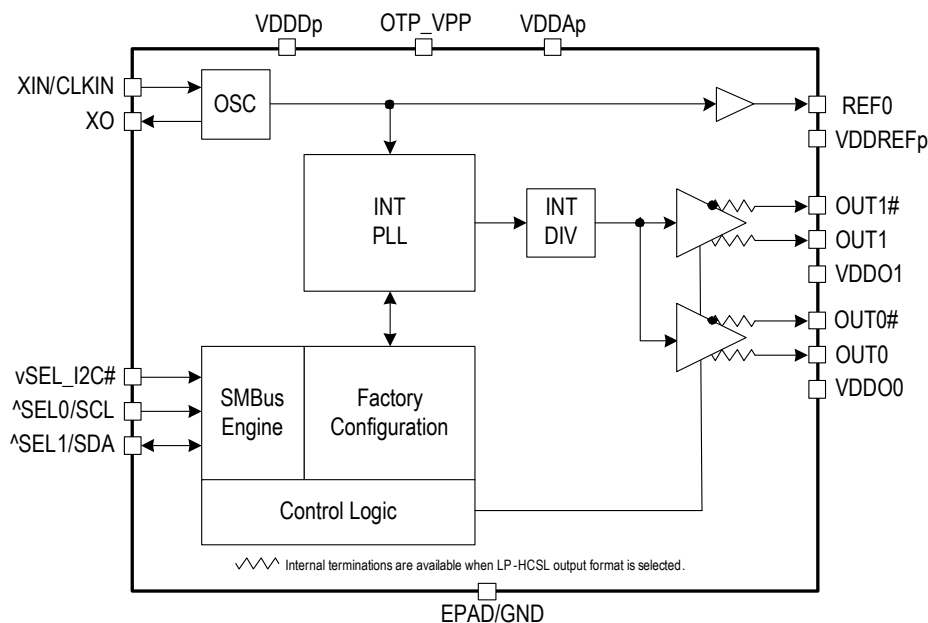 VDDDp
OTP_VPP
VDDAp
XIN/CLKIN
XO
OSC
REF0
VDDREFp
INT
PLL
INT
DIV
OUT1#
OUT1
VDDO1
OUT0#
OUT0
VDDO0
vSEL_I2C#
^SEL0/SCL
^SEL1/SDA
SMBus
Engine
Factory
Configuration
Control Logic
Internal terminations are available when LP-HCSL output format is selected.
EPAD/GND